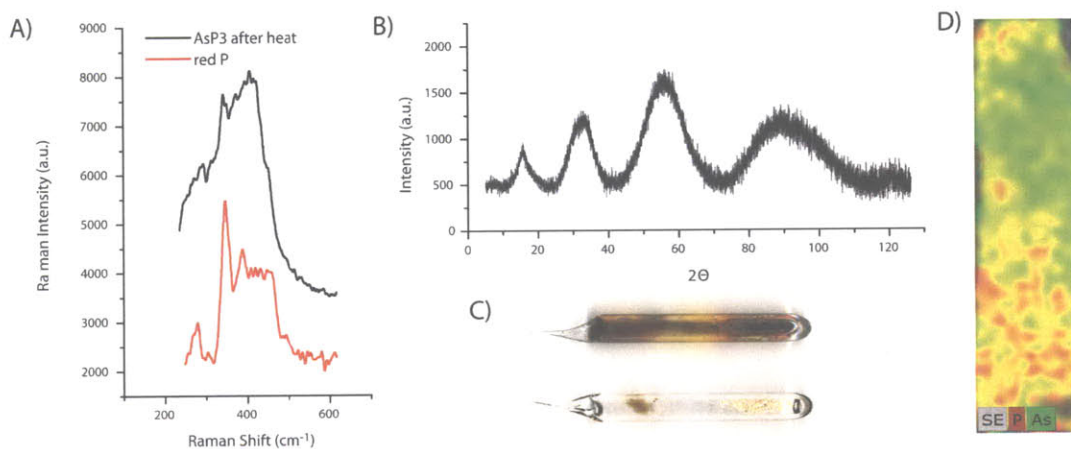 A)
AsP3 after heat
red P
9000
8000
7000
6000
5000
4000
3000
2000
Ra man Intensity (a.u.)
200
400
600
Raman Shift (cm⁻¹)
B)
2000
1500
1000
500
0
Intensity (a.u.)
0
20
40
60
80
100
120
2Θ
C)
D)
SE P As